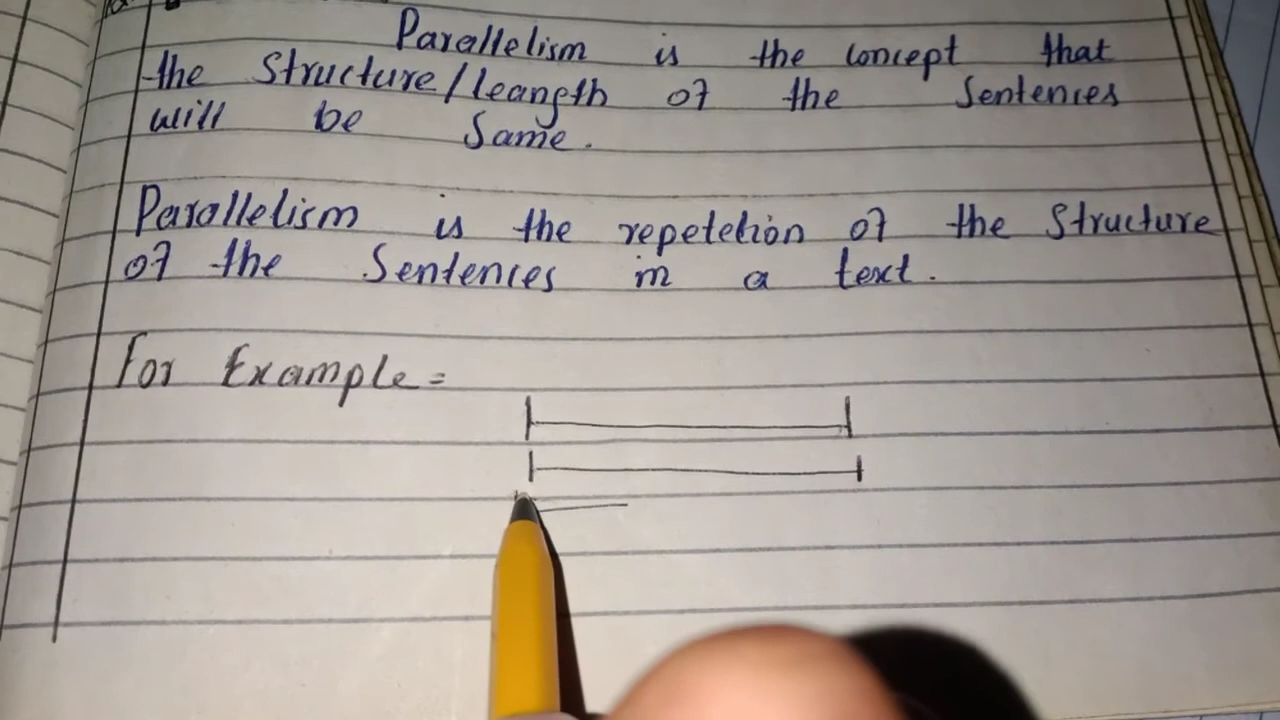 Parallelism is the concept that
the Structure/leangth of the Sentences
will be Same.
Parallelism is the repetetion of the Structure
of the Sentences in a text.
For Example =